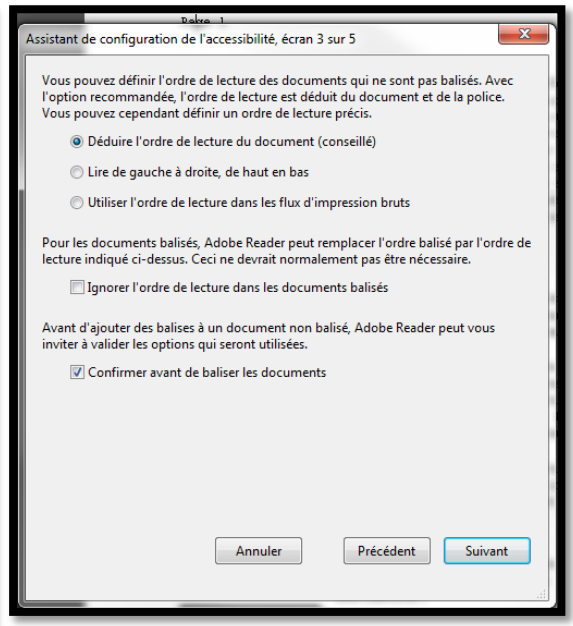 Assistant de configuration de l'accessibilité, écran 3 sur 5
Vous pouvez définir l'ordre de lecture des documents qui ne sont pas balisés. Avec
l'option recommandée, l'ordre de lecture est déduit du document et de la police.
Vous pouvez cependant définir un ordre de lecture précis.
Déduire l'ordre de lecture du document (conseillé)
Lire de gauche à droite, de haut en bas
Utiliser l'ordre de lecture dans les flux d'impression bruts
Pour les documents balisés, Adobe Reader peut remplacer l'ordre balisé par l'ordre de
lecture indiqué ci-dessus. Ceci ne devrait normalement pas être nécessaire.
Ignorer l'ordre de lecture dans les documents balisés
Avant d'ajouter des balises à un document non balisé, Adobe Reader peut vous
inviter à valider les options qui seront utilisées.
Confirmer avant de baliser les documents
Annuler
Précédent
Suivant